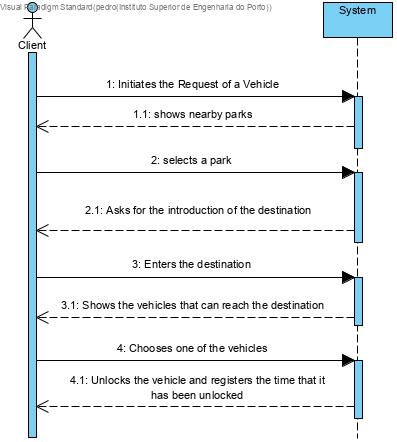 Visual Paradigm Standard(pedro(Instituto Superior de Engenharia do Porto))
System
Client
1: Initiates the Request of a Vehicle
1.1: shows nearby parks
2: selects a park
2.1: Asks for the introduction of the destination
3: Enters the destination
3.1: Shows the vehicles that can reach the destination
4: Chooses one of the vehicles
4.1: Unlocks the vehicle and registers the time that it
has been unlocked